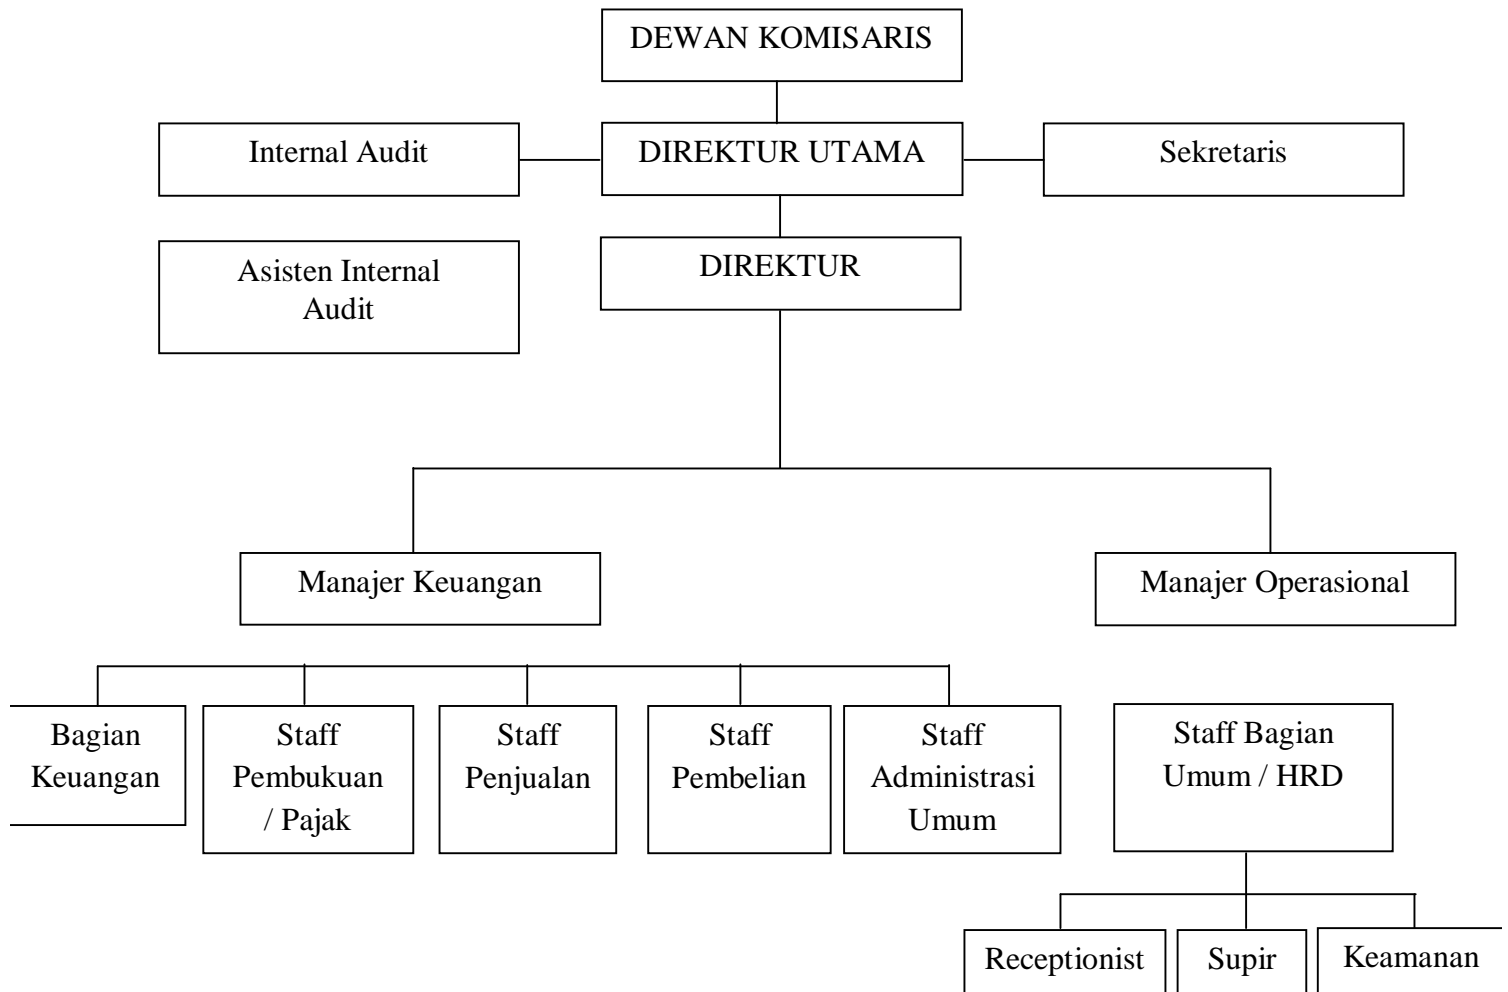 DEWAN KOMISARIS
Internal Audit
DIREKTUR UTAMA
Sekretaris
Asisten Internal
Audit
DIREKTUR
Manajer Keuangan
Manajer Operasional
Bagian
Keuangan
Staff
Pembukuan
/ Pajak
Staff
Penjualan
Staff
Pembelian
Staff
Administrasi
Umum
Staff Bagian
Umum / HRD
Receptionist
Supir
Keamanan